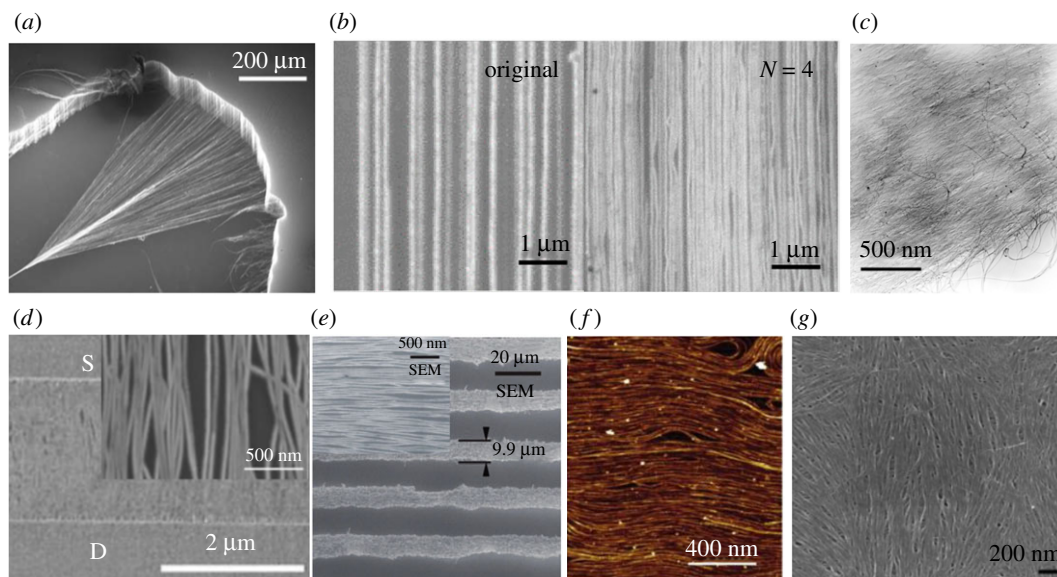 (a)
200 µm
(b)
original
N = 4
1 µm
1 µm
(c)
500 nm
(d)
S
500 nm
D
2 µm
(e)
500 nm
SEM
20 µm
SEM
9.9 µm
(f)
400 nm
(g)
200 nm